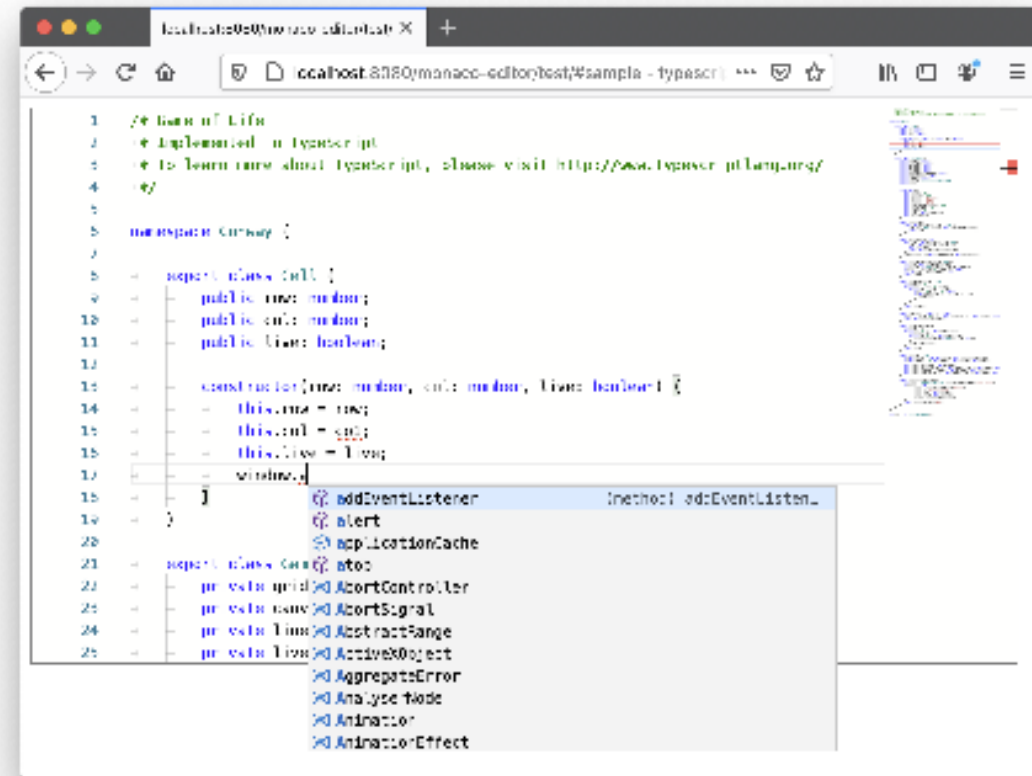 localhost:8080/monaco-editor/test/
localhost:8080/monaco-editor/test/#sample - typescri
1 /* Game of Life
2 * Implemented in TypeScript
3 * To learn more about TypeScript, please visit http://www.typescriptlang.org/
4 */
5
6 namespace Conway {
7
8 export class Cell {
9 public row: number;
10 public col: number;
11 public live: boolean;
12
13 constructor(row: number, col: number, live: boolean) {
14 this.row = row;
15 this.col = col;
16 this.live = live;
17 window.a
18 }
19 }
20
21 export class
22 private grid
23 private canv
24 private line
25 private live
addEventListener (method) addEventListen…
alert
applicationCache
atob
AbortController
AbortSignal
AbstractRange
ActiveXObject
AggregateError
AnalyserNode
Animation
AnimationEffect